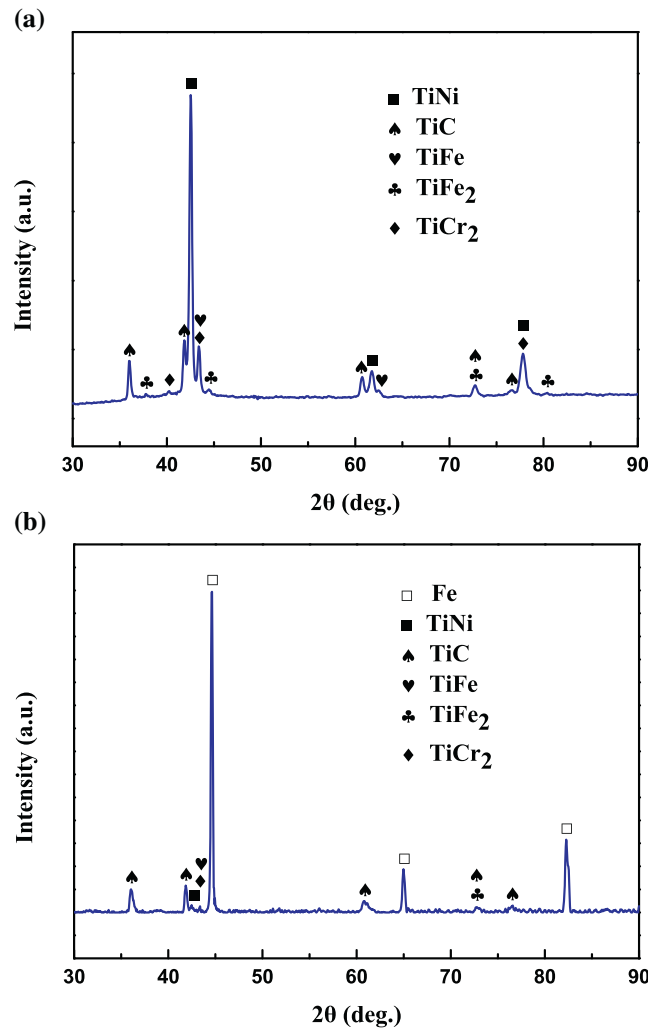 (a)
■ TiNi
♠ TiC
♥ TiFe
♣ TiFe2
♦ TiCr2
Intensity (a.u.)
30 40 50 60 70 80 90
2θ (deg.)
(b)
□ Fe
■ TiNi
♠ TiC
♥ TiFe
♣ TiFe2
♦ TiCr2
Intensity (a.u.)
30 40 50 60 70 80 90
2θ (deg.)